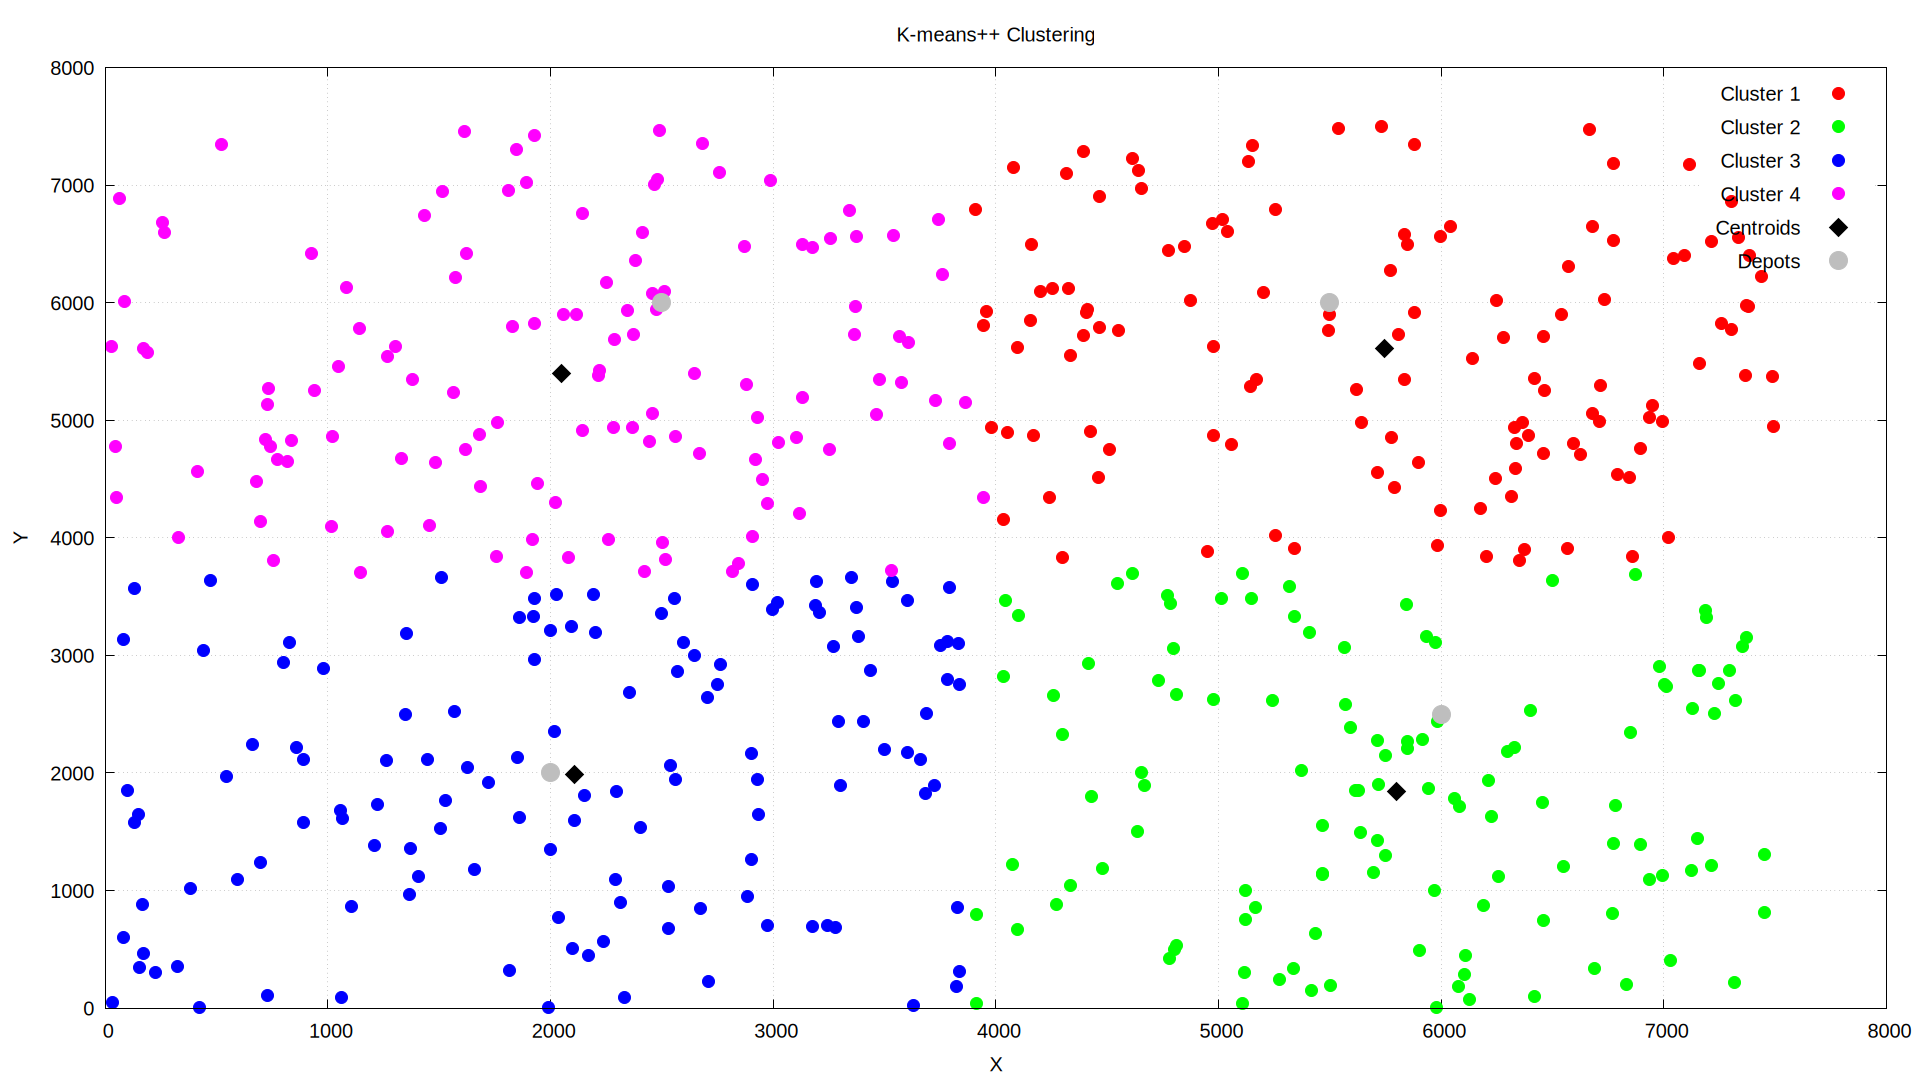 K-means++ Clustering
8000
7000
6000
5000
4000
3000
2000
1000
0
Y
Cluster 1
Cluster 2
Cluster 3
Cluster 4
Centroids
Depots
0 1000 2000 3000 4000 5000 6000 7000 8000
X